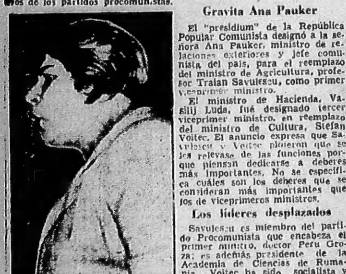 de los partidos procomunistas.
Gravita Ana Pauker
El "presidium" de la República
Popular Comunista designó a la se-
ñora Ana Pauker, ministro de re-
laciones exteriores y jefe comu-
nista del país, para el reemplazo
del ministro de Agricultura, profe-
sor Traian Savulescu, como primer
viceprimer ministro.
El ministro de Hacienda, Va-
silij Luda, fué designado tercer
viceprimer ministro, en reemplazo
del ministro de Cultura, Stefan
Voitec. El anuncio expresa que Sa-
vulescu y Voitec pidieron que se
les relevase de las funciones por-
que piensan dedicarse a deberes
más importantes. No se especifi-
ca cuáles son los deberes que se
consideran más importantes que
los de viceprimeros ministros.
Los líderes desplazados
Savulescu es miembro del parti-
do Procomunista que encabeza el
primer ministro, doctor Peru Gro-
za; es además presidente de la
Academia de Ciencias de Ruma-
nia. Voitec ha sido socialista